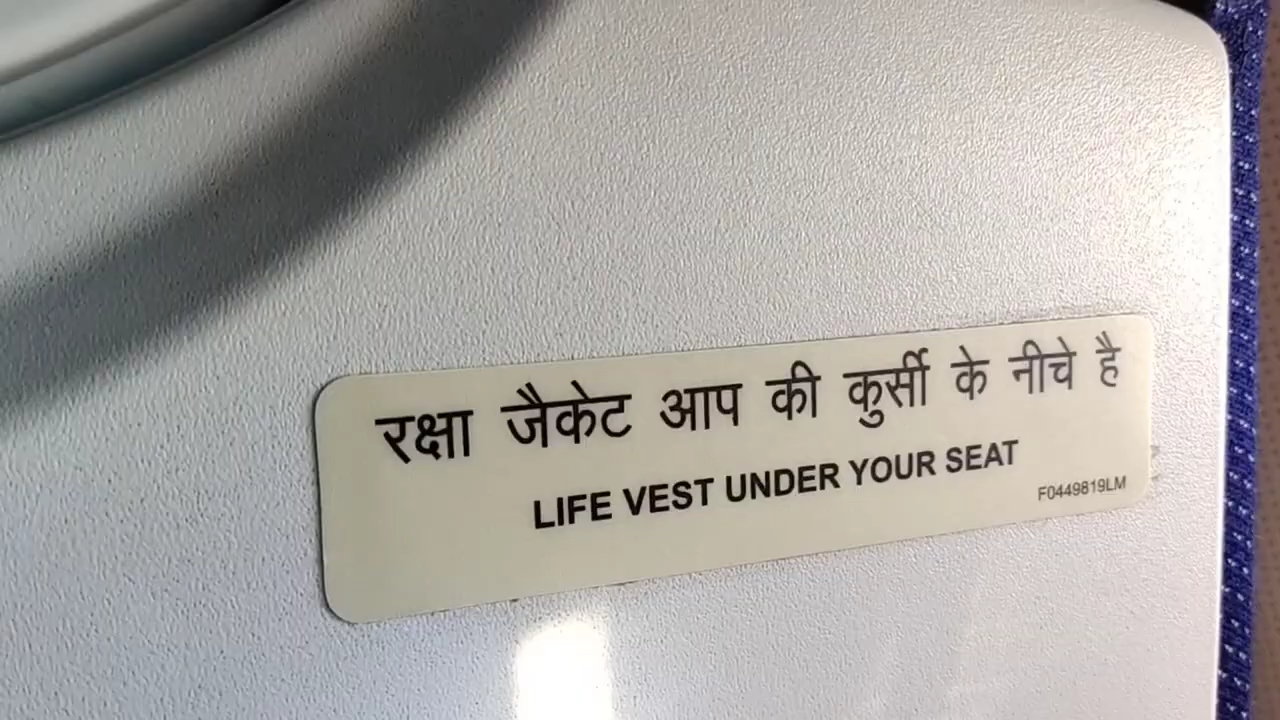 रक्षा जैकेट आप की कुर्सी के नीचे है
LIFE VEST UNDER YOUR SEAT
F0449819LM